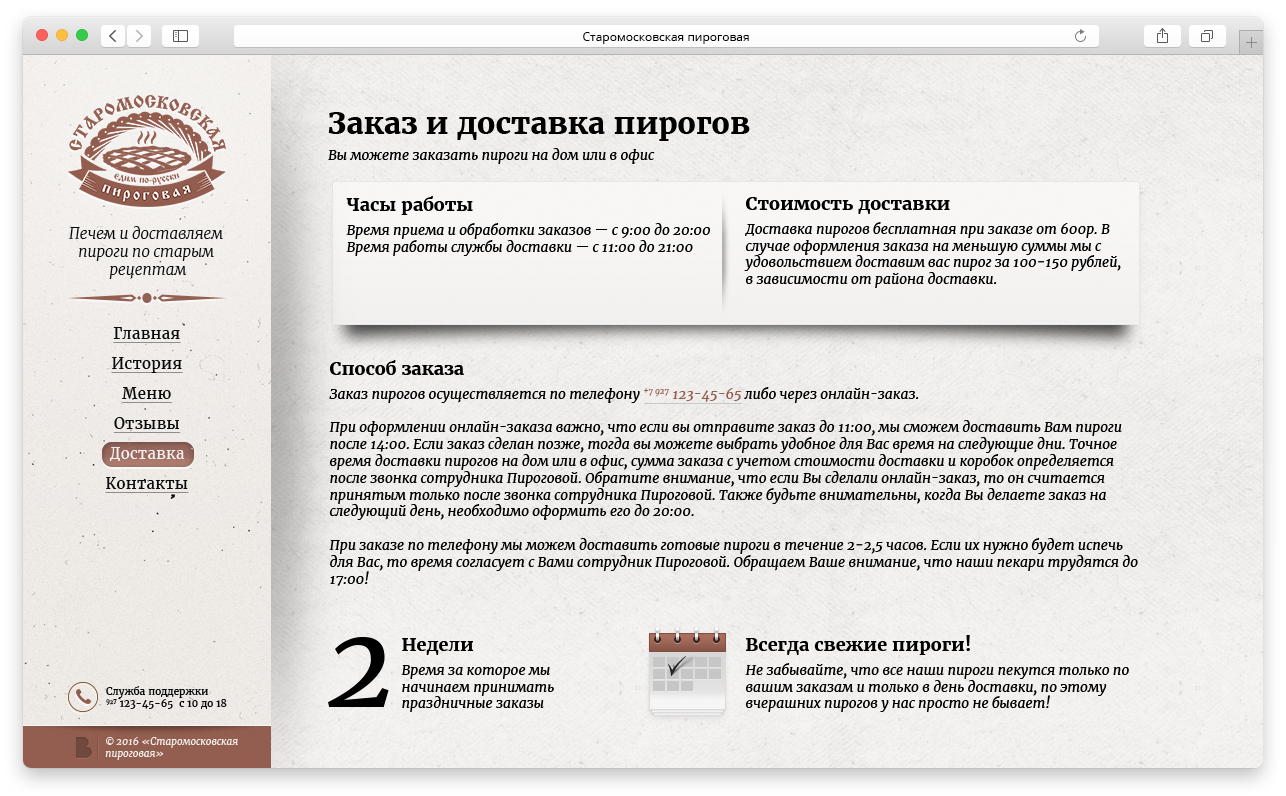 Старомосковская пироговая
СТАРОМОСКОВСКАЯ
едим по-русски
пироговая
Печем и доставляем
пироги по старым
рецептам
Главная
История
Меню
Отзывы
Доставка
Контакты
Служба поддержки
927 123-45-65 с 10 до 18
© 2016 «Старомосковская
пироговая»
Заказ и доставка пирогов
Вы можете заказать пироги на дом или в офис
Часы работы
Время приема и обработки заказов — с 9:00 до 20:00
Время работы службы доставки — с 11:00 до 21:00
Стоимость доставки
Доставка пирогов бесплатная при заказе от 600р. В
случае оформления заказа на меньшую суммы мы с
удовольствием доставим вас пирог за 100-150 рублей,
в зависимости от района доставки.
Способ заказа
Заказ пирогов осуществляется по телефону +7 927 123-45-65 либо через онлайн-заказ.
При оформлении онлайн-заказа важно, что если вы отправите заказ до 11:00, мы сможем доставить Вам пироги
после 14:00. Если заказ сделан позже, тогда вы можете выбрать удобное для Вас время на следующие дни. Точное
время доставки пирогов на дом или в офис, сумма заказа с учетом стоимости доставки и коробок определяется
после звонка сотрудника Пироговой. Обратите внимание, что если Вы сделали онлайн-заказ, то он считается
принятым только после звонка сотрудника Пироговой. Также будьте внимательны, когда Вы делаете заказ на
следующий день, необходимо оформить его до 20:00.
При заказе по телефону мы можем доставить готовые пироги в течение 2-2,5 часов. Если их нужно будет испечь
для Вас, то время согласует с Вами сотрудник Пироговой. Обращаем Ваше внимание, что наши пекари трудятся до
17:00!
2
Недели
Время за которое мы
начинаем принимать
праздничные заказы
Всегда свежие пироги!
Не забывайте, что все наши пироги пекутся только по
вашим заказам и только в день доставки, по этому
вчерашних пирогов у нас просто не бывает!